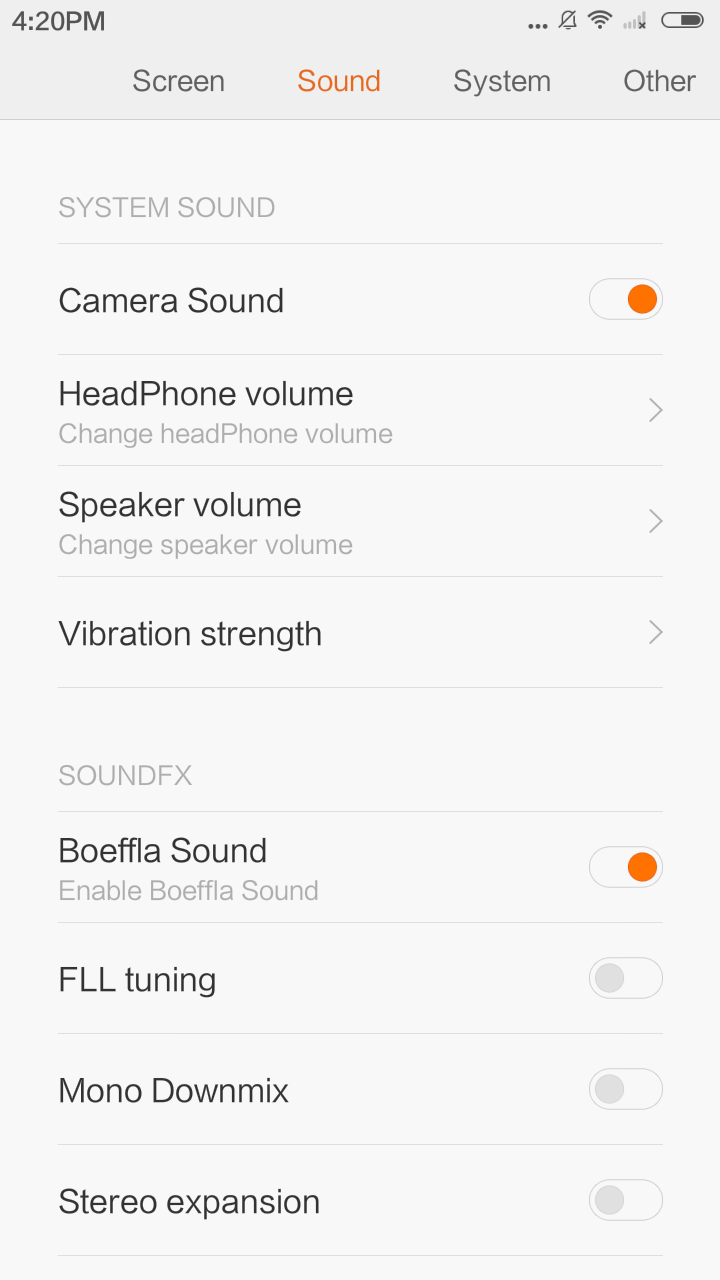 4:20PM
Screen Sound System Other
SYSTEM SOUND
Camera Sound
HeadPhone volume
Change headPhone volume
Speaker volume
Change speaker volume
Vibration strength
SOUNDFX
Boeffla Sound
Enable Boeffla Sound
FLL tuning
Mono Downmix
Stereo expansion